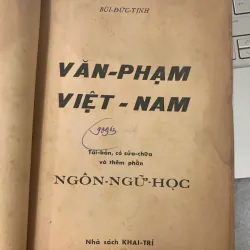 BÙI-ĐỨC-TỊNH
VĂN-PHẠM
VIỆT-NAM
Tái-bản, có sửa-chữa
và thêm phần
NGÔN-NGỮ-HỌC
Nhà sách KHAI-TRÍ